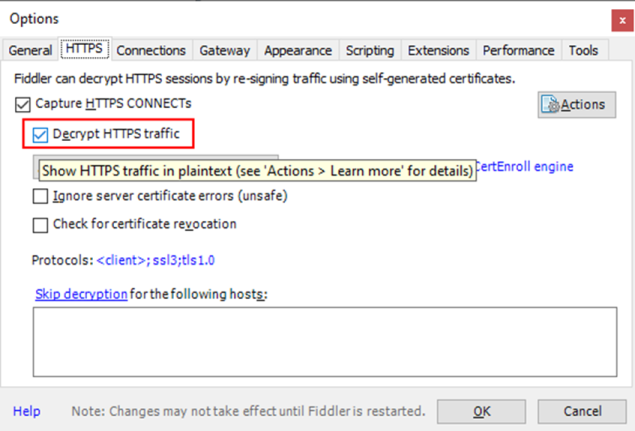 Options
x
General HTTPS Connections Gateway Appearance Scripting Extensions Performance Tools
Fiddler can decrypt HTTPS sessions by re-signing traffic using self-generated certificates.
Capture HTTPS CONNECTs
Actions
Decrypt HTTPS traffic
Show HTTPS traffic in plaintext (see 'Actions > Learn more' for details)
CertEnroll engine
Ignore server certificate errors (unsafe)
Check for certificate revocation
Protocols: <client>;ssl3;tls1.0
Skip decryption for the following hosts:
Help Note: Changes may not take effect until Fiddler is restarted. OK Cancel